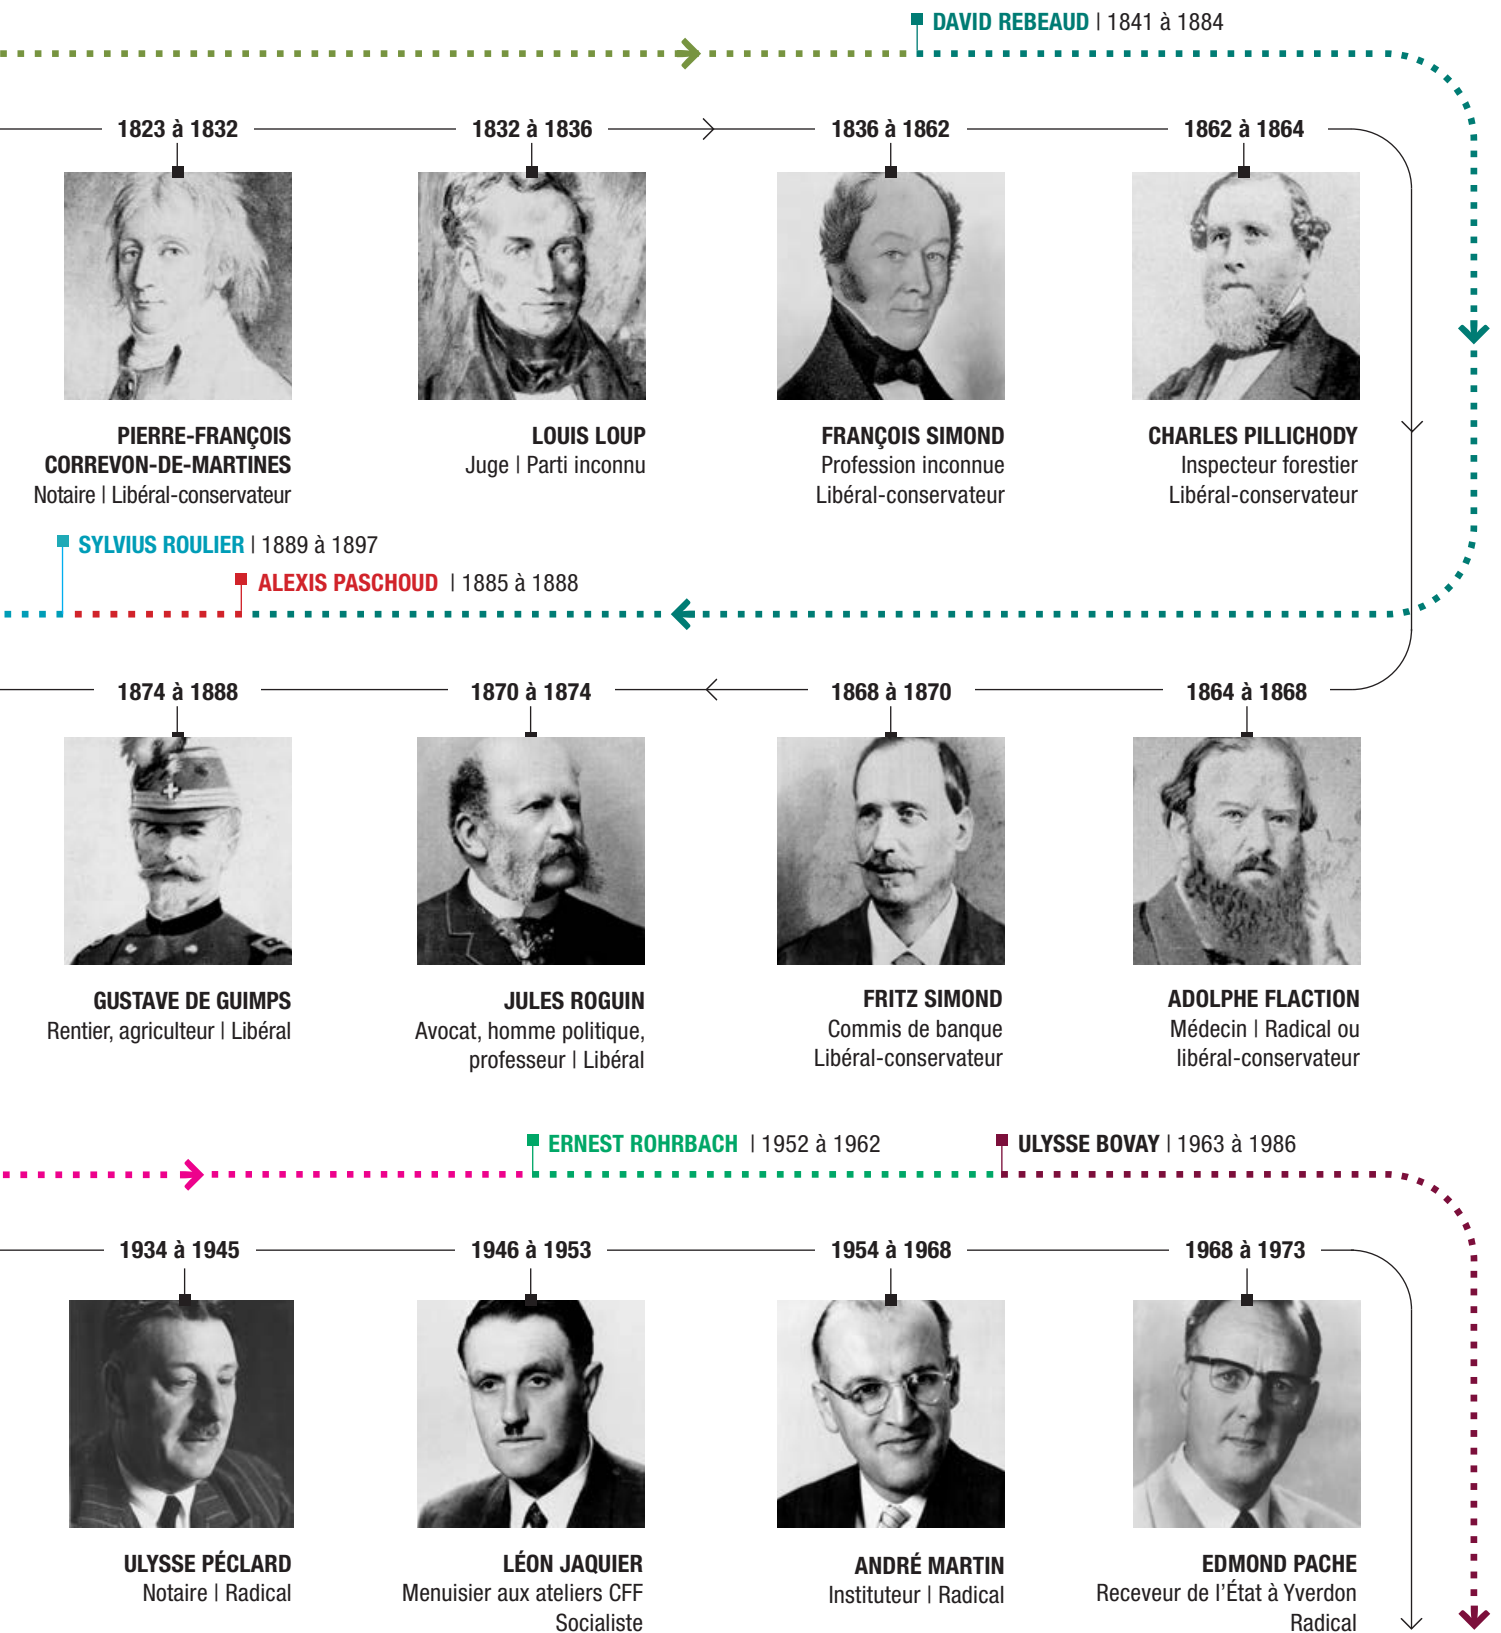 DAVID REBEAUD | 1841 à 1884
1823 à 1832
1832 à 1836
1836 à 1862
1862 à 1864
PIERRE-FRANÇOIS
CORREVON-DE-MARTINES
Notaire | Libéral-conservateur
LOUIS LOUP
Juge | Parti inconnu
FRANÇOIS SIMOND
Profession inconnue
Libéral-conservateur
CHARLES PILLICHODY
Inspecteur forestier
Libéral-conservateur
SYLVIUS ROULIER | 1889 à 1897
ALEXIS PASCHOUD | 1885 à 1888
1874 à 1888
1870 à 1874
1868 à 1870
1864 à 1868
GUSTAVE DE GUIMPS
Rentier, agriculteur | Libéral
JULES ROGUIN
Avocat, homme politique,
professeur | Libéral
FRITZ SIMOND
Commis de banque
Libéral-conservateur
ADOLPHE FLACTION
Médecin | Radical ou
libéral-conservateur
ERNEST ROHRBACH | 1952 à 1962
ULYSSE BOVAY | 1963 à 1986
1934 à 1945
1946 à 1953
1954 à 1968
1968 à 1973
ULYSSE PÉCLARD
Notaire | Radical
LÉON JAQUIER
Menuisier aux ateliers CFF
Socialiste
ANDRÉ MARTIN
Instituteur | Radical
EDMOND PACHE
Receveur de l'État à Yverdon
Radical